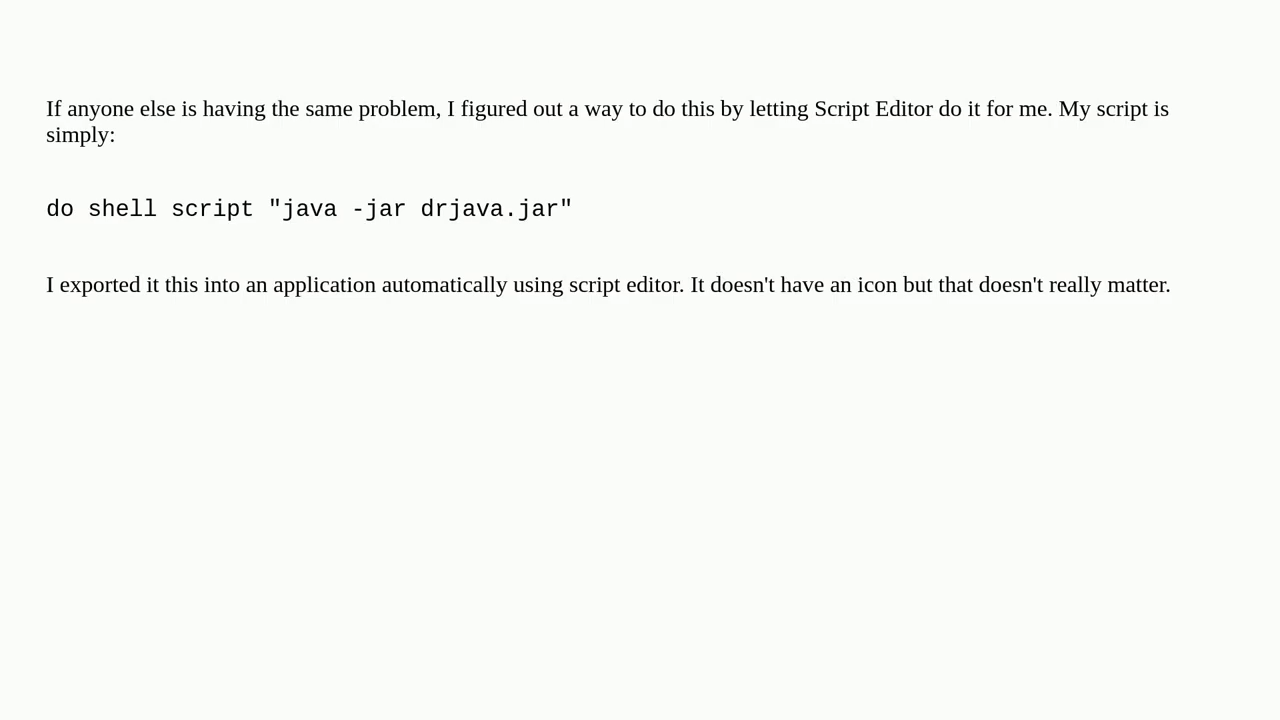 If anyone else is having the same problem, I figured out a way to do this by letting Script Editor do it for me. My script is
simply:
do shell script "java -jar drjava.jar"
I exported it this into an application automatically using script editor. It doesn't have an icon but that doesn't really matter.